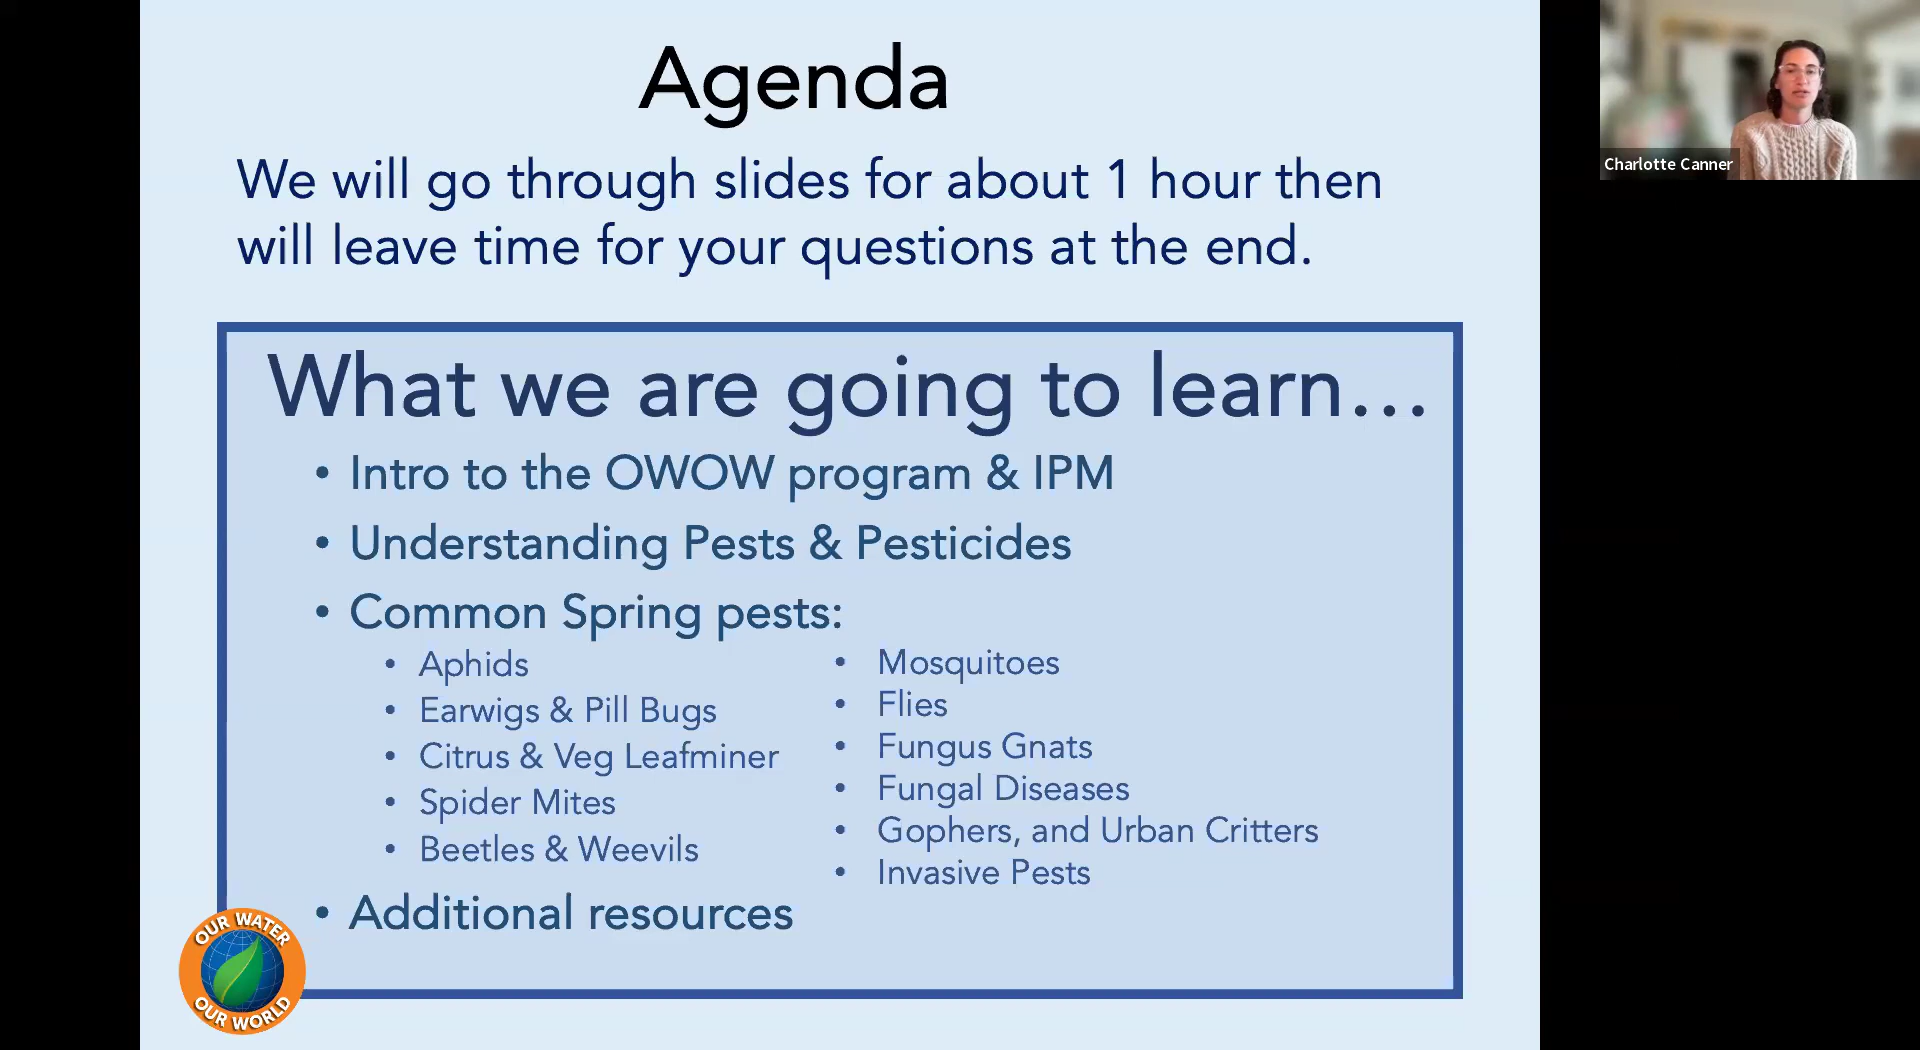 Agenda
We will go through slides for about 1 hour then
will leave time for your questions at the end.
What we are going to learn...
• Intro to the OWOW program & IPM
• Understanding Pests & Pesticides
• Common Spring pests:
• Aphids
• Earwigs & Pill Bugs
• Citrus & Veg Leafminer
• Spider Mites
• Beetles & Weevils
• Mosquitoes
• Flies
• Fungus Gnats
• Fungal Diseases
• Gophers, and Urban Critters
• Invasive Pests
• Additional resources
OUR WATER
OUR WORLD
Charlotte Canner